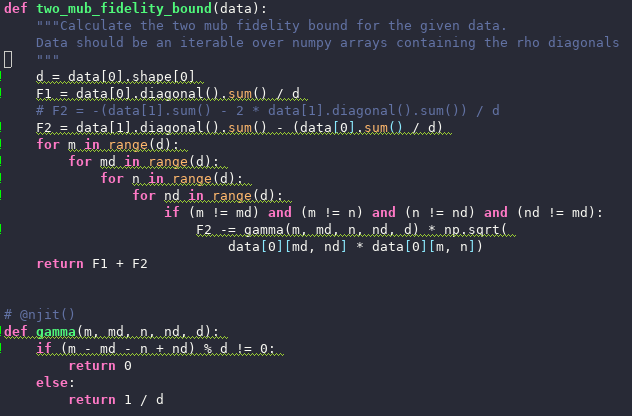 def two_mub_fidelity_bound(data):
    """Calculate the two mub fidelity bound for the given data.
    Data should be an iterable over numpy arrays containing the rho diagonals
    """
    d = data[0].shape[0]
    F1 = data[0].diagonal().sum() / d
    # F2 = -(data[1].sum() - 2 * data[1].diagonal().sum()) / d
    F2 = data[1].diagonal().sum() - (data[0].sum() / d)
    for m in range(d):
        for md in range(d):
            for n in range(d):
                for nd in range(d):
                    if (m != md) and (m != n) and (n != nd) and (nd != md):
                        F2 -= gamma(m, md, n, nd, d) * np.sqrt(
                            data[0][md, nd] * data[0][m, n])
    return F1 + F2
# @njit()
def gamma(m, md, n, nd, d):
    if (m - md - n + nd) % d != 0:
        return 0
    else:
        return 1 / d